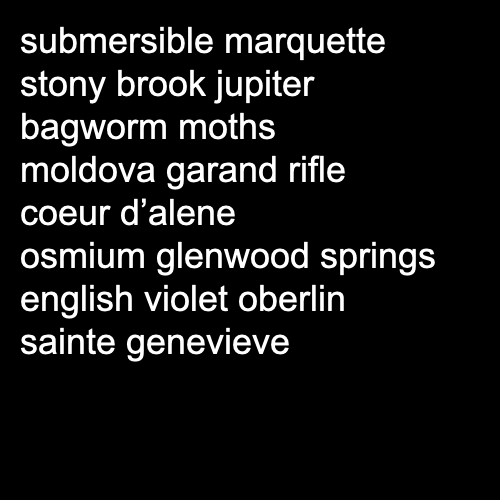 submersible marquette
stony brook jupiter
bagworm moths
moldova garand rifle
coeur d’alene
osmium glenwood springs
english violet oberlin
sainte genevieve